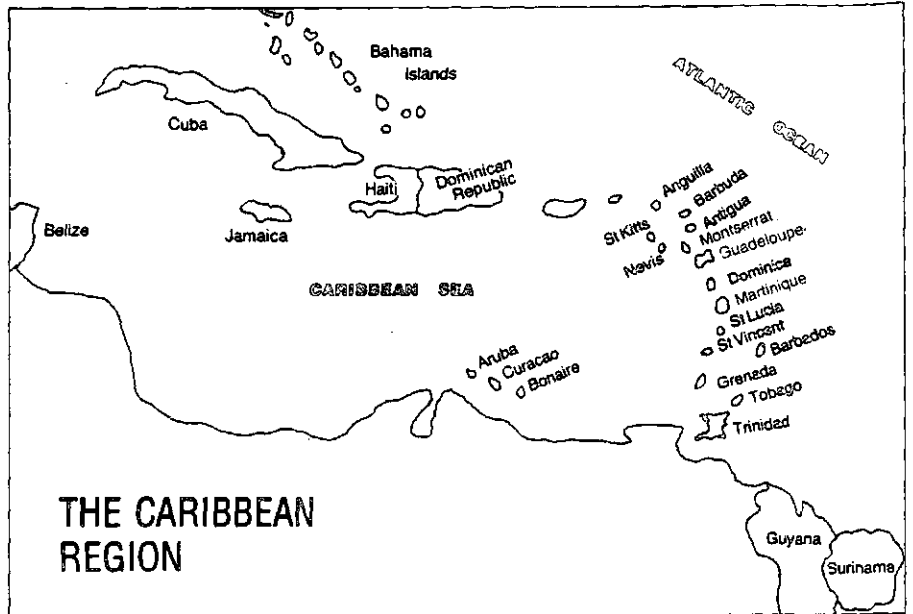 Bahama
Islands
ATLANTIC OCEAN
Cuba
Haiti
Dominican
Republic
Anguilla
Barbuda
Antigua
St Kitts
Montserrat
Nevis
Guadeloupe
Belize
Jamaica
Dominica
CARIBBEAN SEA
Martinique
St Lucia
St Vincent
Barbados
Aruba
Curacao
Bonaire
Grenada
Tobago
Trinidad
THE CARIBBEAN
REGION
Guyana
Suriname